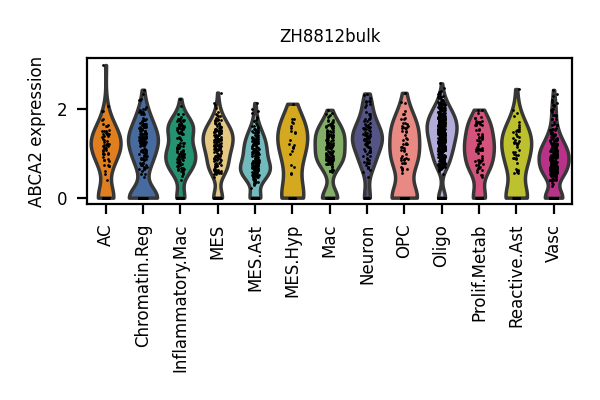 ZH8812bulk
ABCA2 expression
2
0
AC
Chromatin.Reg
Inflammatory.Mac
MES
MES.Ast
MES.Hyp
Mac
Neuron
OPC
Oligo
Prolif.Metab
Reactive.Ast
Vasc